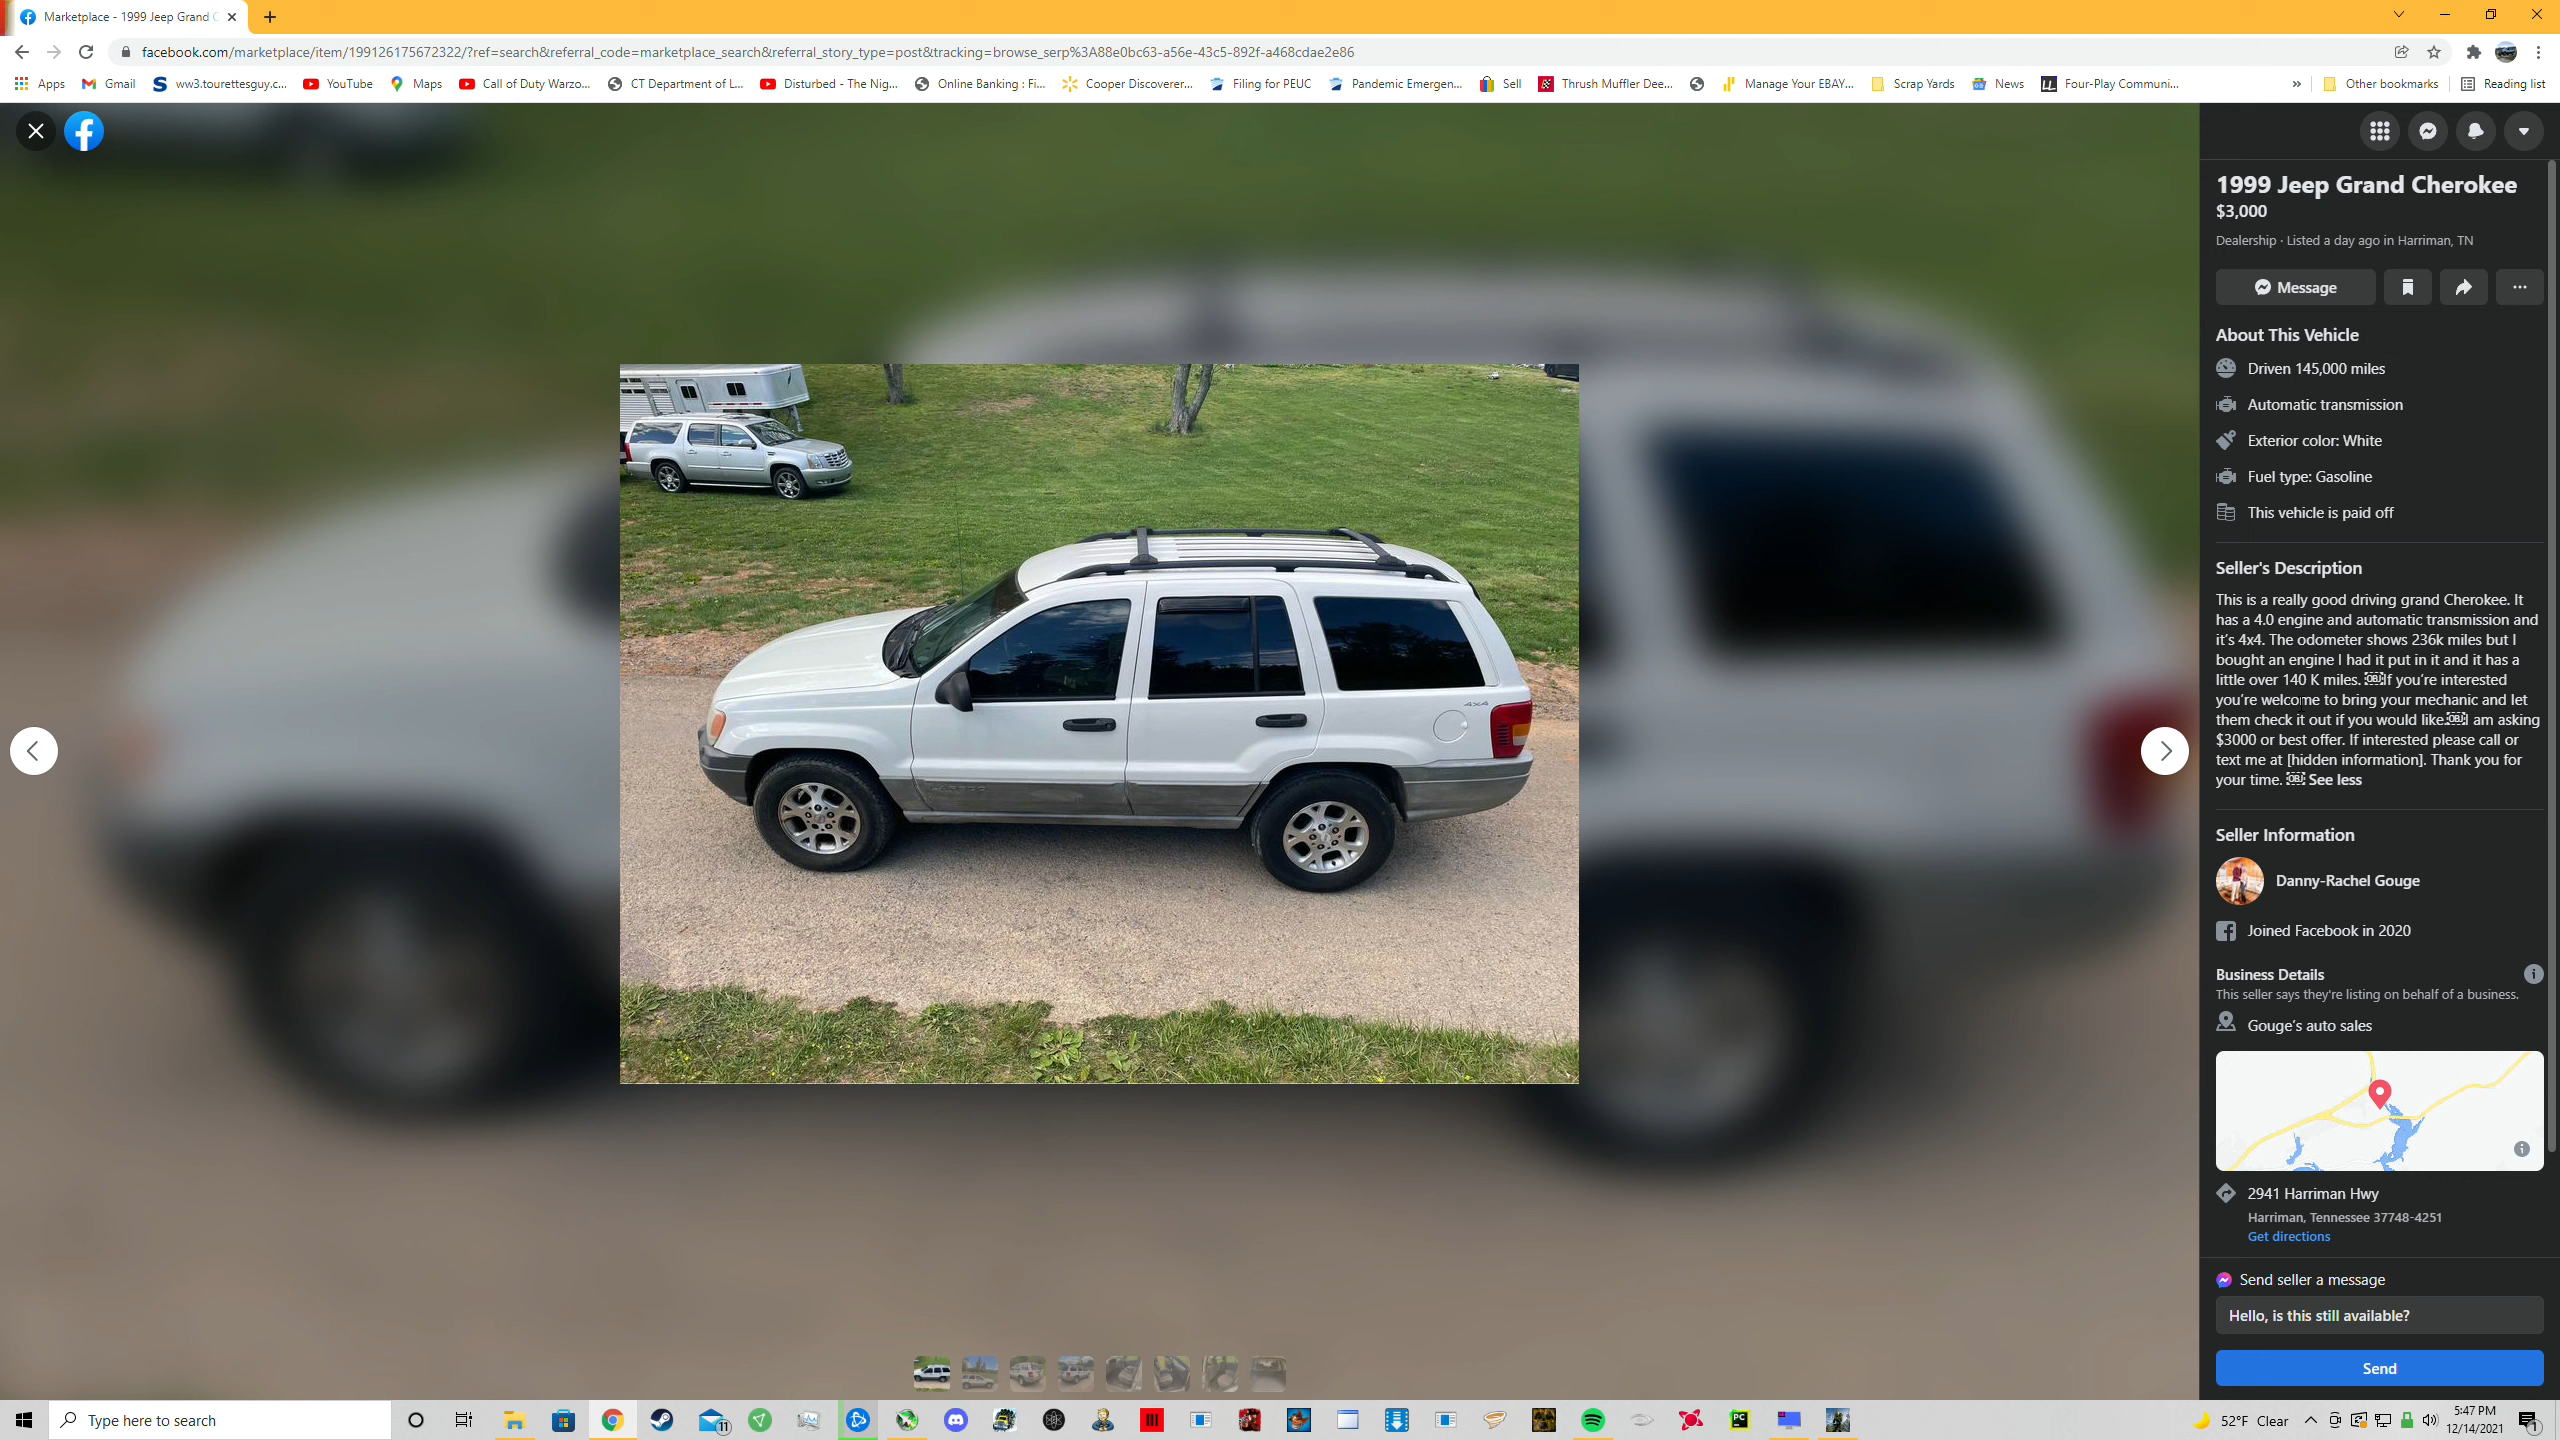 Marketplace - 1999 Jeep Grand C
facebook.com/marketplace/item/199126175672322/?ref=search&referral_code=marketplace_search&referral_story_type=post&tracking=browse_serp%3A88e0bc63-a56e-43c5-892f-a468cdae2e86
Apps Gmail ww3.tourettesguy.c... YouTube Maps Call of Duty Warzo... CT Department of L... Disturbed - The Nig... Online Banking : Fi... Cooper Discoverer... Filing for PEUC Pandemic Emergen... Sell Thrush Muffler Dee... Manage Your EBAY... Scrap Yards News Four-Play Communi... » Other bookmarks Reading list
1999 Jeep Grand Cherokee
$3,000
Dealership · Listed a day ago in Harriman, TN
Message
About This Vehicle
Driven 145,000 miles
Automatic transmission
Exterior color: White
Fuel type: Gasoline
This vehicle is paid off
Seller's Description
This is a really good driving grand Cherokee. It
has a 4.0 engine and automatic transmission and
it’s 4x4. The odometer shows 236k miles but I
bought an engine I had it put in it and it has a
little over 140 K miles. OBJ If you’re interested
you’re welcome to bring your mechanic and let
them check it out if you would like. OBJ I am asking
$3000 or best offer. If interested please call or
text me at [hidden information]. Thank you for
your time. OBJ See less
4x4
Seller Information
Danny-Rachel Gouge
Joined Facebook in 2020
Business Details
This seller says they're listing on behalf of a business.
Gouge’s auto sales
2941 Harriman Hwy
Harriman, Tennessee 37748-4251
Get directions
Send seller a message
Hello, is this still available?
Send
Type here to search
11
PC
52°F Clear
5:47 PM
12/14/2021
1